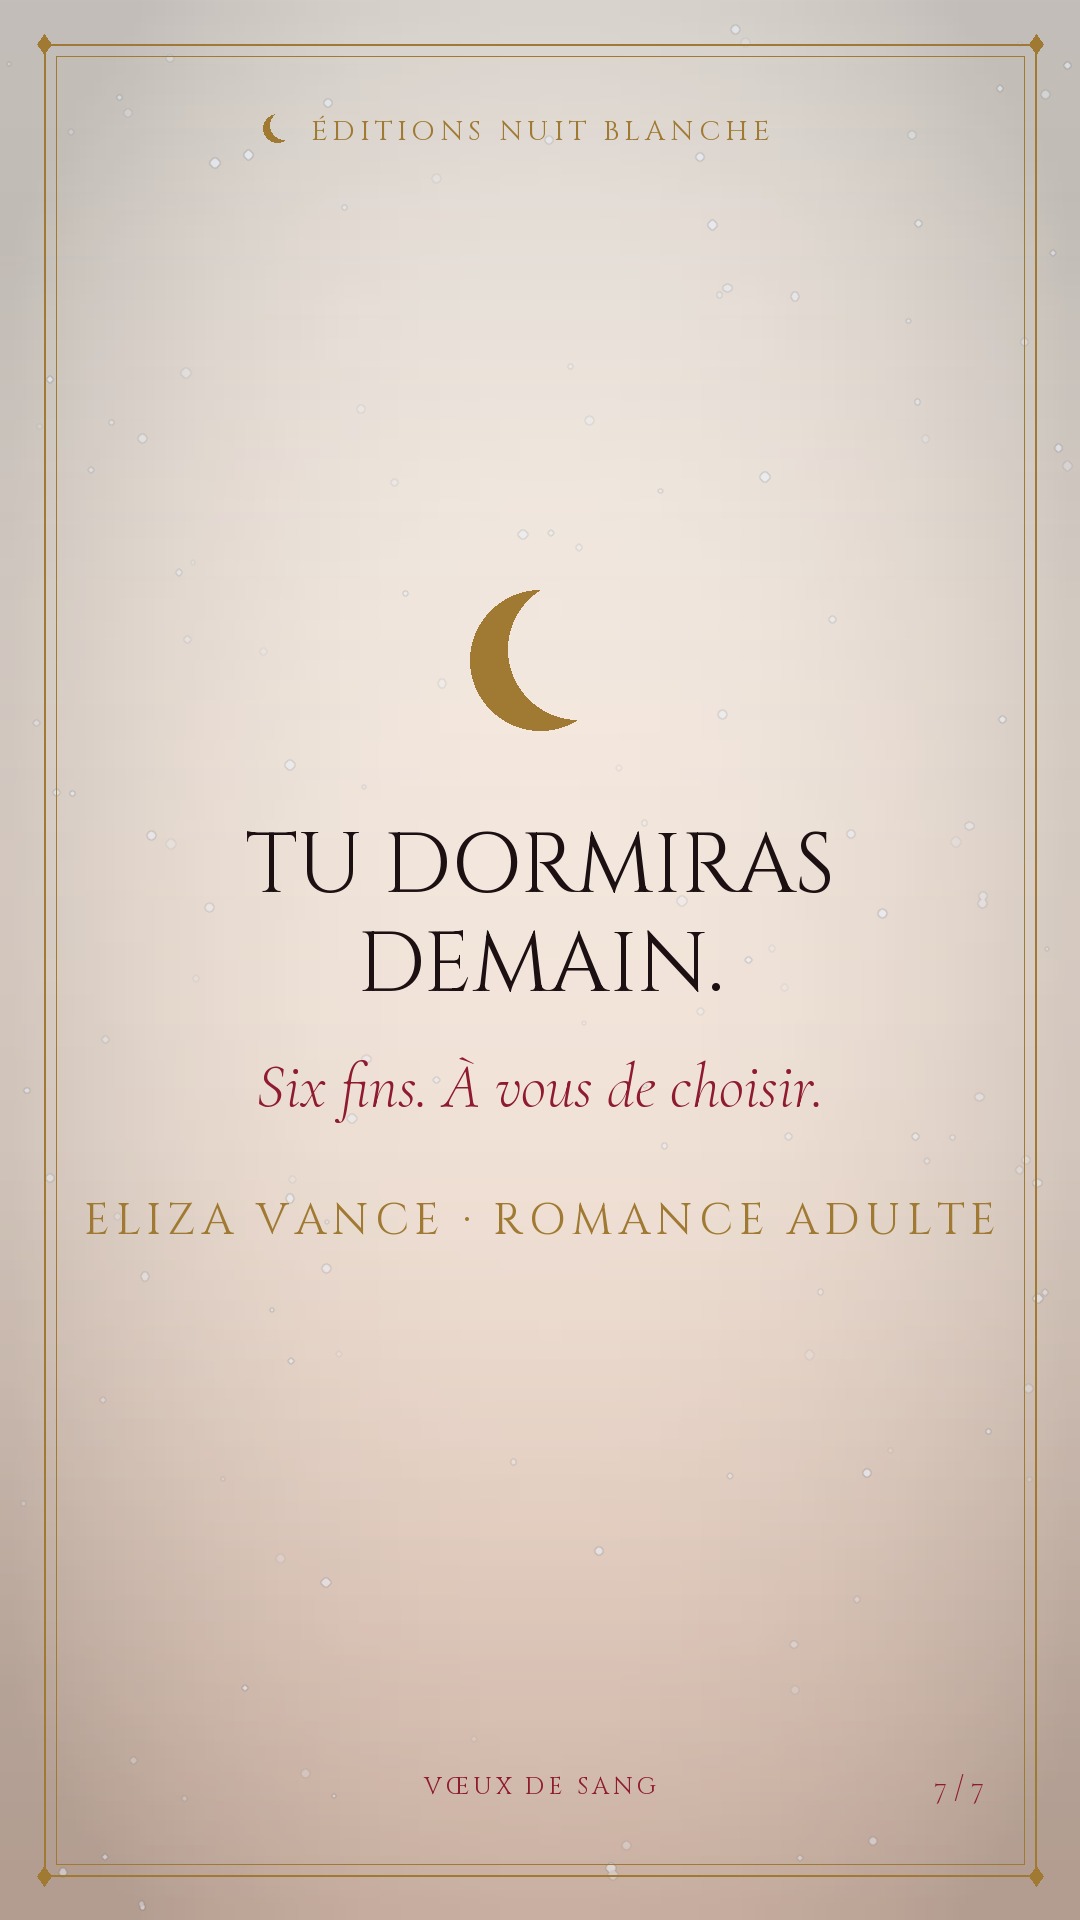 ÉDITIONS NUIT BLANCHE
TU DORMIRAS
DEMAIN.
Six fins. À vous de choisir.
ELIZA VANCE · ROMANCE ADULTE
VŒUX DE SANG
7/7